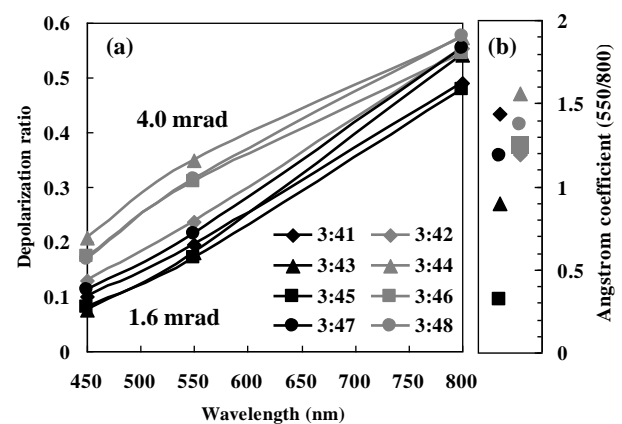 0.6
0.5
0.4
0.3
0.2
0.1
0
Depolarization ratio
(a)
4.0 mrad
1.6 mrad
3:41 3:42
3:43 3:44
3:45 3:46
3:47 3:48
450 500 550 600 650 700 750 800
Wavelength (nm)
(b)
2
1.5
1
0.5
0
Angstrom coefficient (550/800)